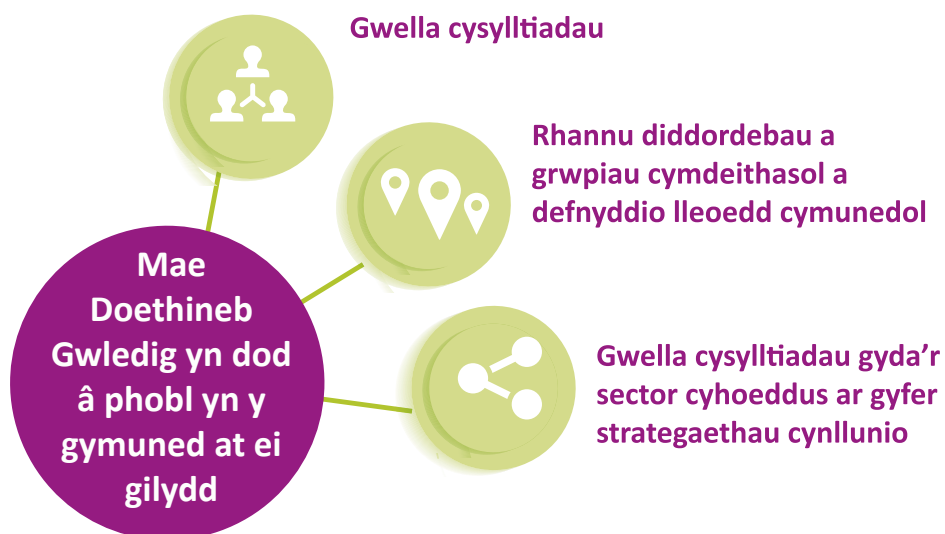 Gwella cysylltiadau
Rhannu diddordebau a
grwpiau cymdeithasol a
defnyddio lleoedd cymunedol
Mae
Doethineb
Gwledig yn dod
â phobl yn y
gymuned at ei
gilydd
Gwella cysylltiadau gyda’r
sector cyhoeddus ar gyfer
strategaethau cynllunio